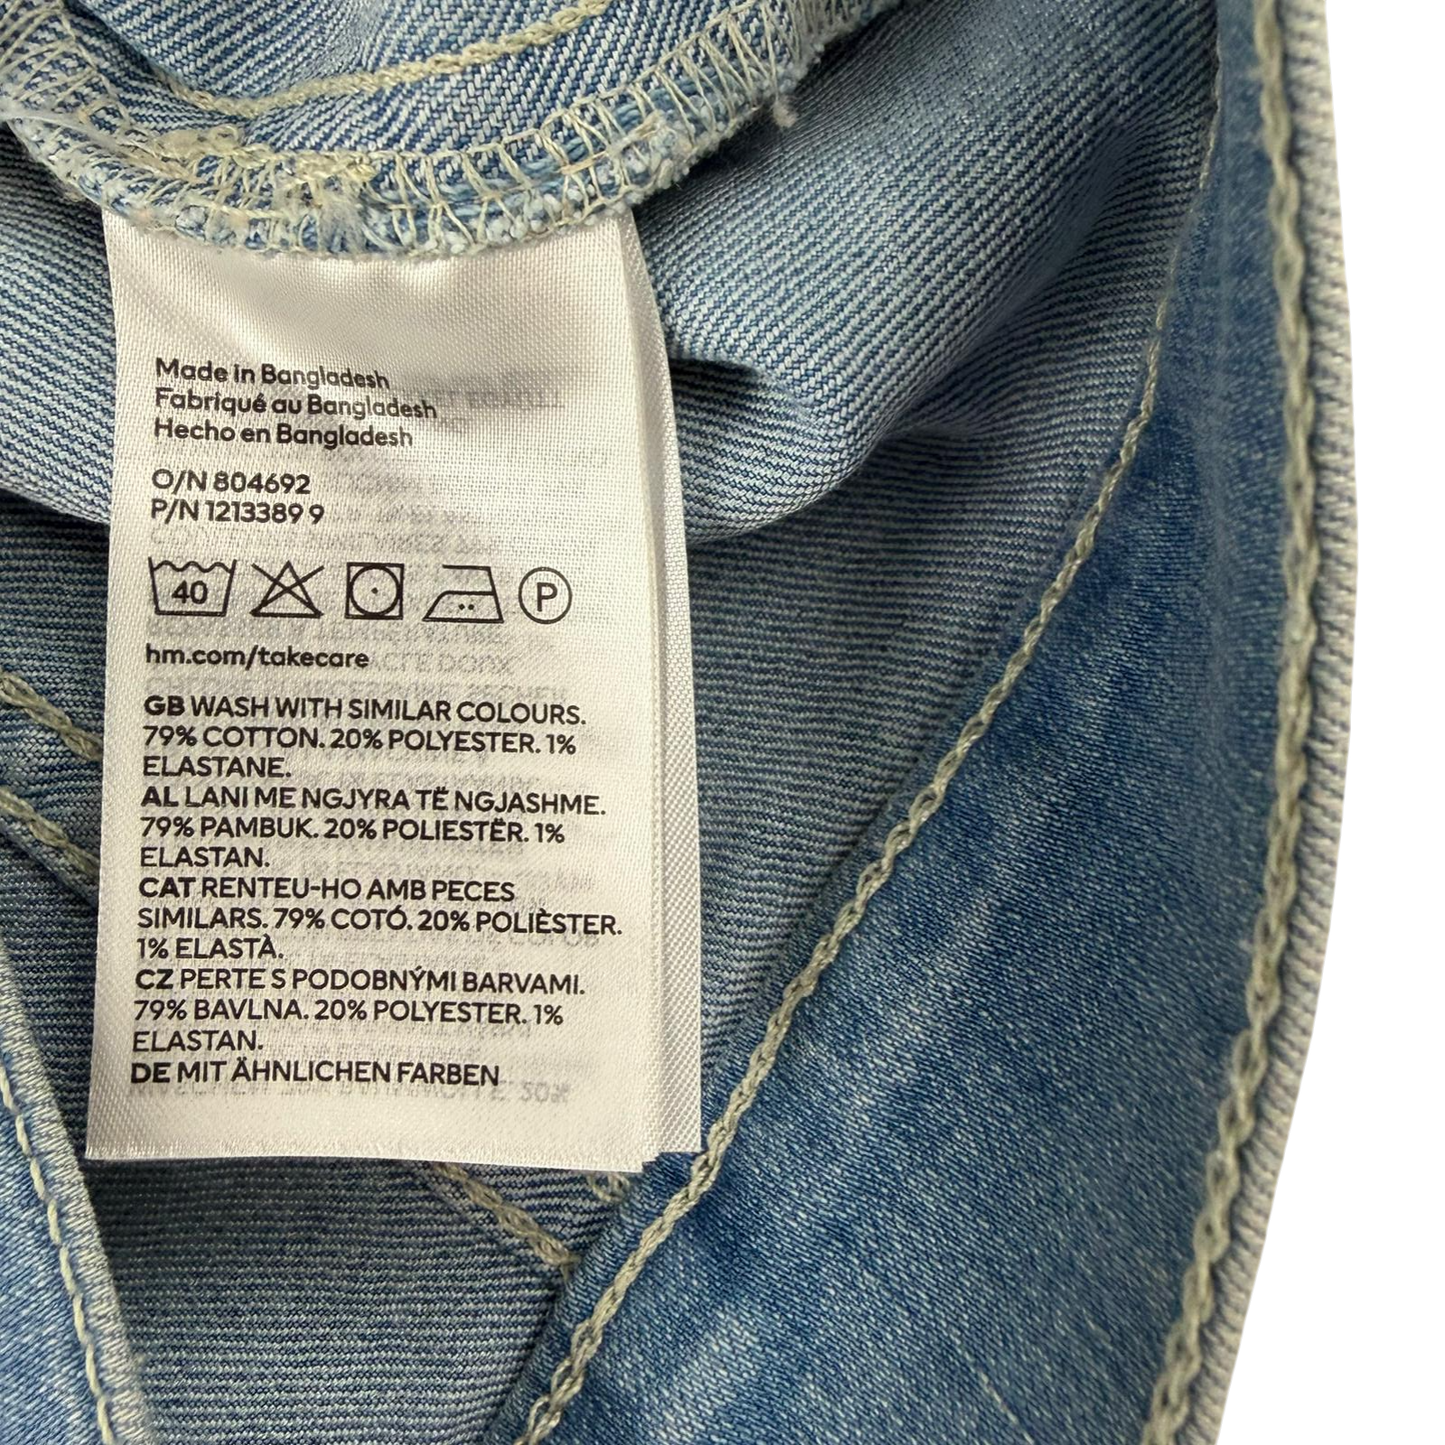 Made in Bangladesh
Fabriqué au Bangladesh
Hecho en Bangladesh
O/N 804692
P/N 1213389 9
40 P
hm.com/takecare
GB WASH WITH SIMILAR COLOURS.
79% COTTON. 20% POLYESTER. 1%
ELASTANE.
AL LANI ME NGJYRA TË NGJASHME.
79% PAMBUK. 20% POLIESTËR. 1%
ELASTAN.
CAT RENTEU-HO AMB PECES
SIMILARS. 79% COTÓ. 20% POLIÈSTER.
1% ELASTÀ.
CZ PERTE S PODOBNÝMI BARVAMI.
79% BAVLNA. 20% POLYESTER. 1%
ELASTAN.
DE MIT ÄHNLICHEN FARBEN